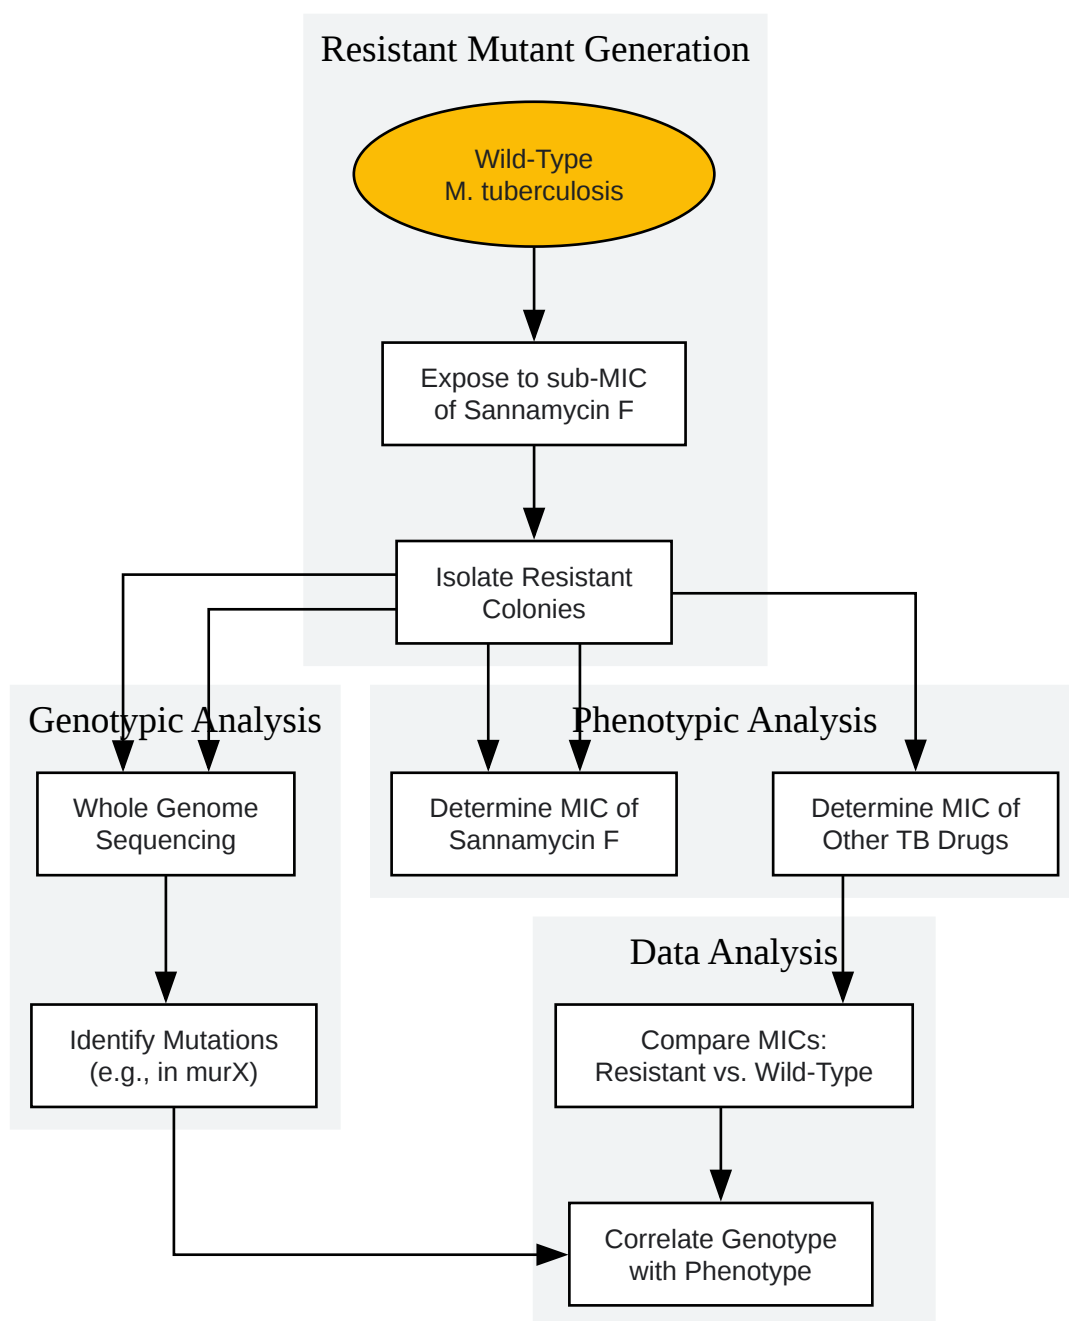 Resistant Mutant Generation
Wild-Type
M. tuberculosis
Expose to sub-MIC
of Sannamycin F
Isolate Resistant
Colonies
Genotypic Analysis
Phenotypic Analysis
Whole Genome
Sequencing
Determine MIC of
Sannamycin F
Determine MIC of
Other TB Drugs
Data Analysis
Identify Mutations
(e.g., in murX)
Compare MICs:
Resistant vs. Wild-Type
Correlate Genotype
with Phenotype